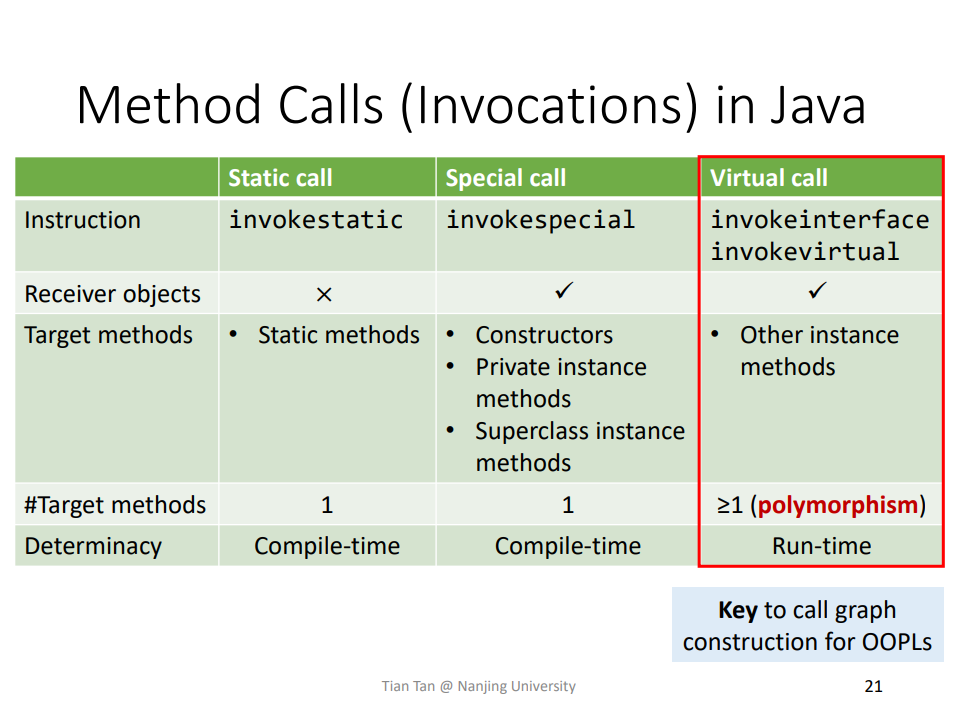 Method Calls (Invocations) in Java
Static call
Special call
Virtual call
Instruction
invokestatic
invokespecial
invokeinterface
invokevirtual
Receiver objects
×
✓
✓
Target methods
• Static methods
• Constructors
• Private instance
methods
• Superclass instance
methods
• Other instance
methods
#Target methods
1
1
≥1 (polymorphism)
Determinacy
Compile-time
Compile-time
Run-time
Key to call graph
construction for OOPLs
Tian Tan @ Nanjing University
21